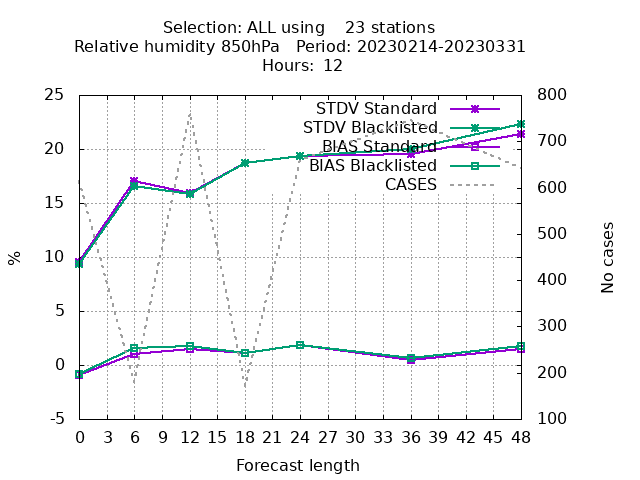 Selection: ALL using    23 stations
Relative humidity 850hPa   Period: 20230214-20230331
Hours:  12
STDV Standard
STDV Blacklisted
BIAS Standard
BIAS Blacklisted
CASES
25
20
15
10
5
0
-5
%
800
700
600
500
400
300
200
100
No cases
0 3 6 9 12 15 18 21 24 27 30 33 36 39 42 45 48
Forecast length